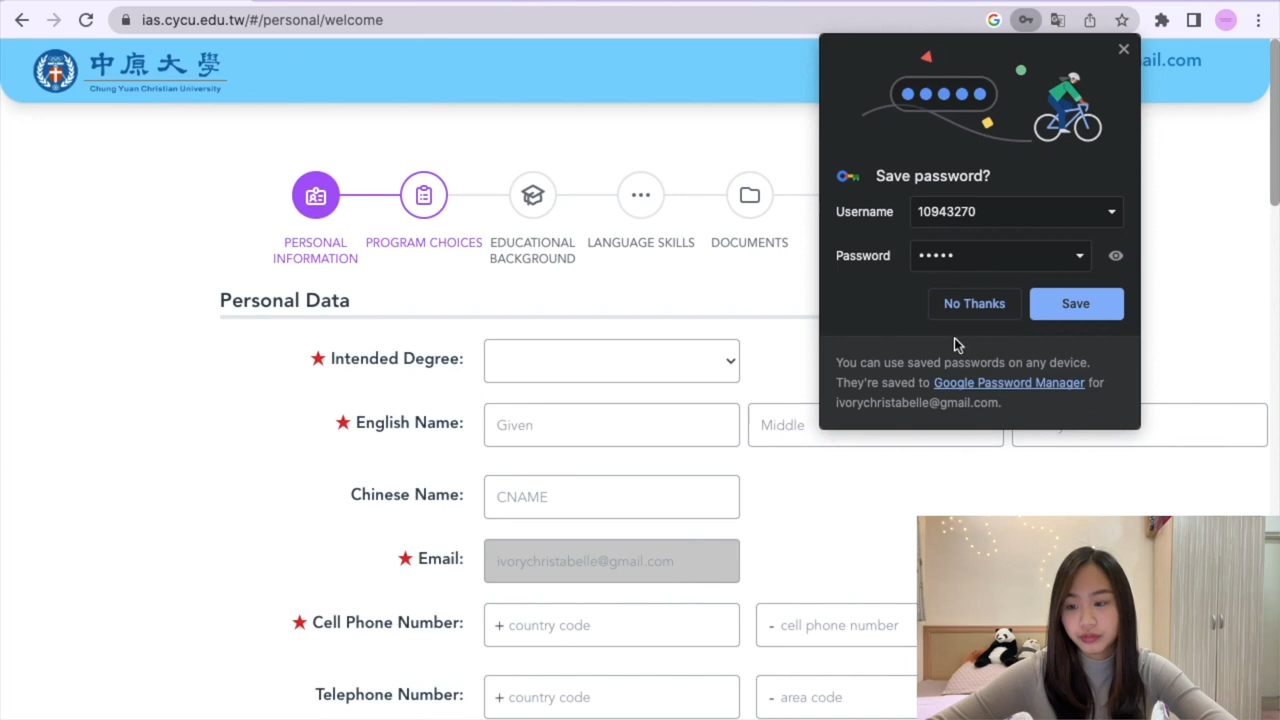 ias.cycu.edu.tw/#/personal/welcome
中原大學
Chung Yuan Christian University
ail.com
PERSONAL
INFORMATION
PROGRAM CHOICES
EDUCATIONAL
BACKGROUND
LANGUAGE SKILLS
DOCUMENTS
Save password?
Username
10943270
Password
•••••
No Thanks
Save
You can use saved passwords on any device.
They're saved to Google Password Manager for
ivorychristabelle@gmail.com.
Personal Data
★ Intended Degree:
★ English Name:
Given
Middle
Chinese Name:
CNAME
★ Email:
ivorychristabelle@gmail.com
★ Cell Phone Number:
+ country code
- cell phone number
Telephone Number:
+ country code
- area code